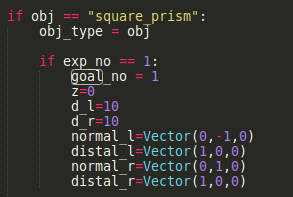 if obj == "square_prism":
    obj_type = obj

    if exp_no == 1:
        goal_no = 1
        z=0
        d_l=10
        d_r=10
        normal_l=Vector(0,-1,0)
        distal_l=Vector(1,0,0)
        normal_r=Vector(0,1,0)
        distal_r=Vector(1,0,0)